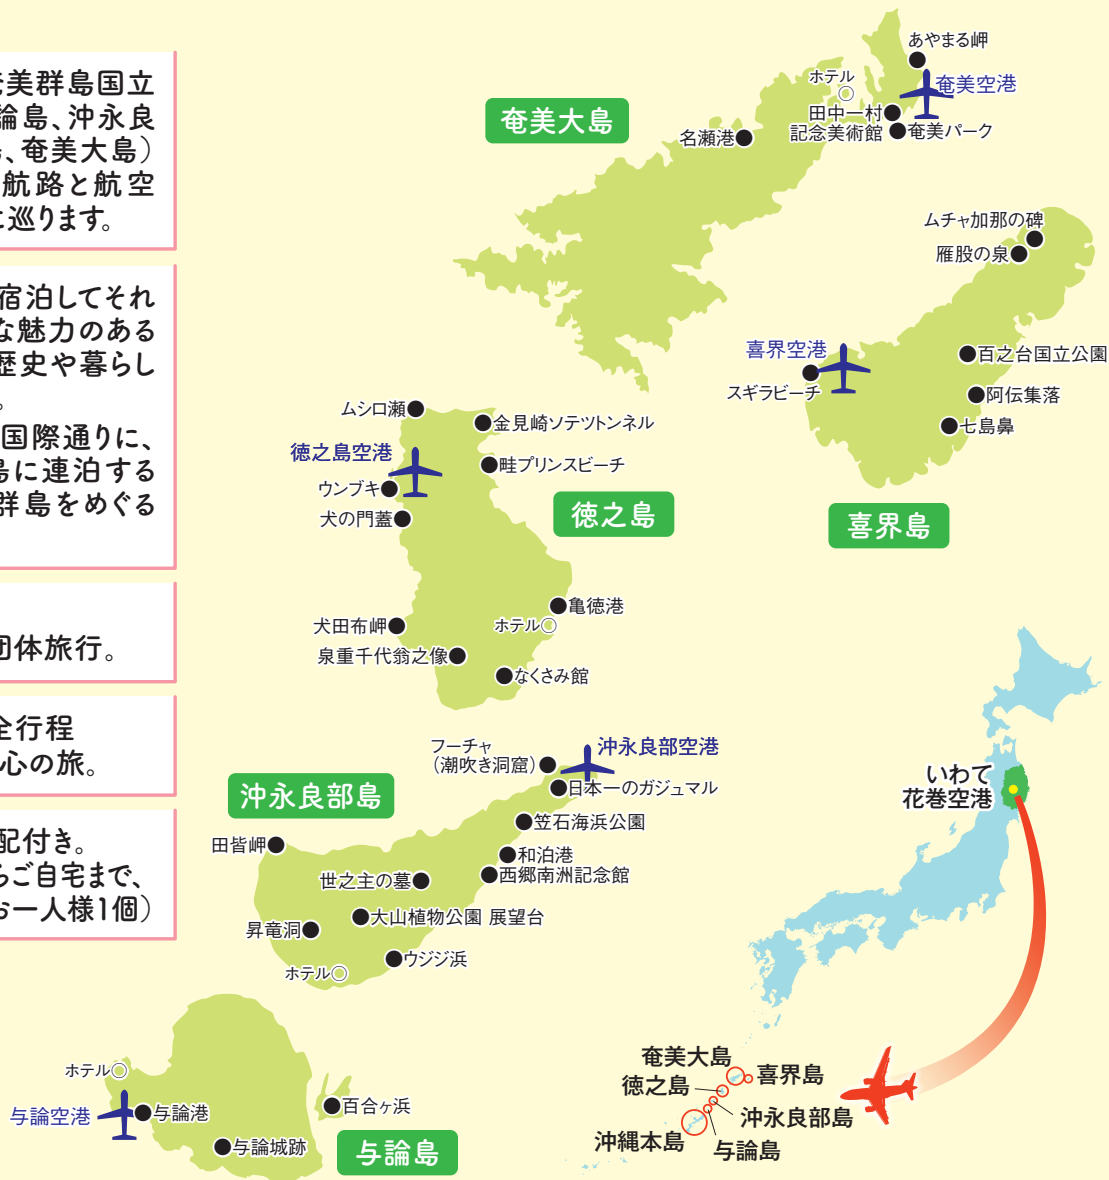 美群島国立
論島、沖永良
、奄美大島）
航路と航空
に巡ります。
宿泊してそれ
な魅力のある
歴史や暮らし
。
国際通りに、
島に連泊する
群島をめぐる
団体旅行。
全行程
心の旅。
配付き。
らご自宅まで、
お一人様1個）
奄美大島
あやまる岬
奄美空港
ホテル
田中一村
記念美術館
奄美パーク
名瀬港
ムチャ加那の碑
雁股の泉
喜界空港
スギラビーチ
百之台国立公園
阿伝集落
七島鼻
喜界島
ムシロ瀬
金見崎ソテツトンネル
徳之島空港
畦プリンスビーチ
ウンブキ
犬の門蓋
徳之島
亀徳港
ホテル
犬田布岬
泉重千代翁之像
なくさみ館
沖永良部島
フーチャ
（潮吹き洞窟）
沖永良部空港
日本一のガジュマル
笠石海浜公園
田皆岬
和泊港
西郷南洲記念館
世之主の墓
大山植物公園 展望台
昇竜洞
ウジジ浜
ホテル
ホテル
与論空港
与論港
百合ヶ浜
与論城跡
与論島
いわて
花巻空港
奄美大島
喜界島
徳之島
沖永良部島
沖縄本島
与論島